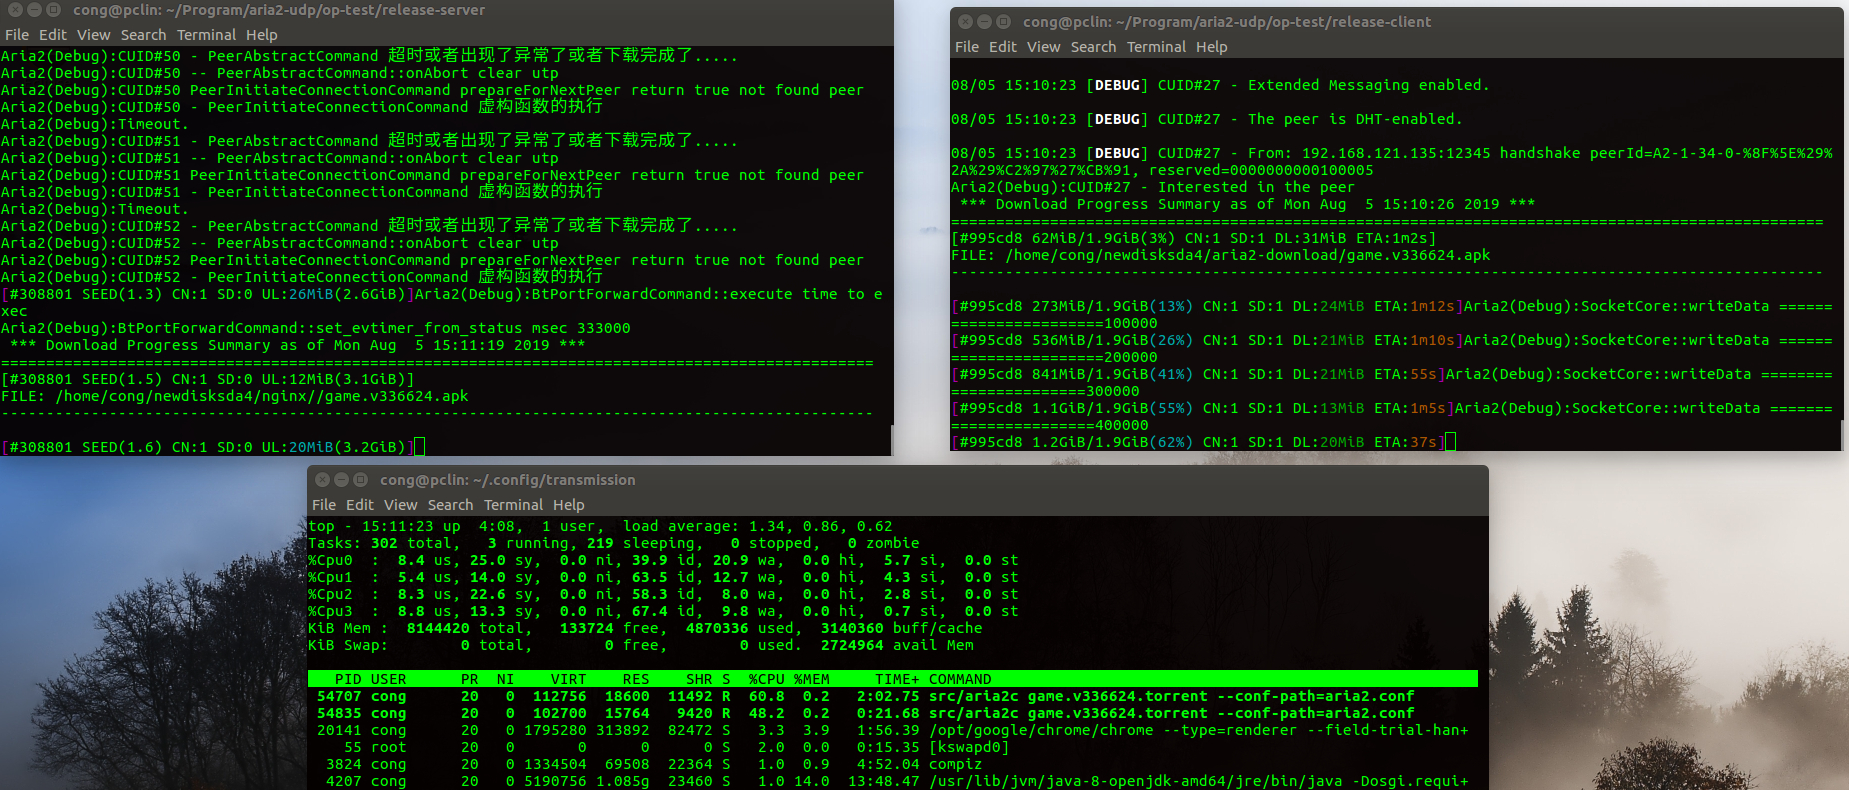 cong@pclin: ~/Program/aria2-udp/op-test/release-server
File Edit View Search Terminal Help
Aria2(Debug):CUID#50 - PeerAbstractCommand 超时或者出现了异常了或者下载完成了.....
Aria2(Debug):CUID#50 -- PeerAbstractCommand::onAbort clear utp
Aria2(Debug):CUID#50 PeerInitiateConnectionCommand prepareForNextPeer return true not found peer
Aria2(Debug):CUID#50 - PeerInitiateConnectionCommand 虚构函数的执行
Aria2(Debug):Timeout.
Aria2(Debug):CUID#51 - PeerAbstractCommand 超时或者出现了异常了或者下载完成了.....
Aria2(Debug):CUID#51 -- PeerAbstractCommand::onAbort clear utp
Aria2(Debug):CUID#51 PeerInitiateConnectionCommand prepareForNextPeer return true not found peer
Aria2(Debug):CUID#51 - PeerInitiateConnectionCommand 虚构函数的执行
Aria2(Debug):Timeout.
Aria2(Debug):CUID#52 - PeerAbstractCommand 超时或者出现了异常了或者下载完成了.....
Aria2(Debug):CUID#52 -- PeerAbstractCommand::onAbort clear utp
Aria2(Debug):CUID#52 PeerInitiateConnectionCommand prepareForNextPeer return true not found peer
Aria2(Debug):CUID#52 - PeerInitiateConnectionCommand 虚构函数的执行
[#308801 SEED(1.3) CN:1 SD:0 UL:26MiB(2.6GiB)]Aria2(Debug):BtPortForwardCommand::execute time to e
xec
Aria2(Debug):BtPortForwardCommand::set_evtimer_from_status msec 333000
*** Download Progress Summary as of Mon Aug  5 15:11:19 2019 ***
=================================================================================================
[#308801 SEED(1.5) CN:1 SD:0 UL:12MiB(3.1GiB)]
FILE: /home/cong/newdisksda4/nginx//game.v336624.apk
-------------------------------------------------------------------------------------------------
[#308801 SEED(1.6) CN:1 SD:0 UL:20MiB(3.2GiB)]
cong@pclin: ~/Program/aria2-udp/op-test/release-client
File Edit View Search Terminal Help
08/05 15:10:23 [DEBUG] CUID#27 - Extended Messaging enabled.
08/05 15:10:23 [DEBUG] CUID#27 - The peer is DHT-enabled.
08/05 15:10:23 [DEBUG] CUID#27 - From: 192.168.121.135:12345 handshake peerId=A2-1-34-0-%8F%5E%29%
2A%29%C2%97%27%CB%91, reserved=0000000000100005
Aria2(Debug):CUID#27 - Interested in the peer
*** Download Progress Summary as of Mon Aug  5 15:10:26 2019 ***
=================================================================================================
[#995cd8 62MiB/1.9GiB(3%) CN:1 SD:1 DL:31MiB ETA:1m2s]
FILE: /home/cong/newdisksda4/aria2-download/game.v336624.apk
-------------------------------------------------------------------------------------------------
[#995cd8 273MiB/1.9GiB(13%) CN:1 SD:1 DL:24MiB ETA:1m12s]Aria2(Debug):SocketCore::writeData ======
=================100000
[#995cd8 536MiB/1.9GiB(26%) CN:1 SD:1 DL:21MiB ETA:1m10s]Aria2(Debug):SocketCore::writeData ======
=================200000
[#995cd8 841MiB/1.9GiB(41%) CN:1 SD:1 DL:21MiB ETA:55s]Aria2(Debug):SocketCore::writeData ========
===============300000
[#995cd8 1.1GiB/1.9GiB(55%) CN:1 SD:1 DL:13MiB ETA:1m5s]Aria2(Debug):SocketCore::writeData =======
================400000
[#995cd8 1.2GiB/1.9GiB(62%) CN:1 SD:1 DL:20MiB ETA:37s]
cong@pclin: ~/.config/transmission
File Edit View Search Terminal Help
top - 15:11:23 up  4:08,  1 user,  load average: 1.34, 0.86, 0.62
Tasks: 302 total,   3 running, 219 sleeping,   0 stopped,   0 zombie
%Cpu0  :  8.4 us, 25.0 sy,  0.0 ni, 39.9 id, 20.9 wa,  0.0 hi,  5.7 si,  0.0 st
%Cpu1  :  5.4 us, 14.0 sy,  0.0 ni, 63.5 id, 12.7 wa,  0.0 hi,  4.3 si,  0.0 st
%Cpu2  :  8.3 us, 22.6 sy,  0.0 ni, 58.3 id,  8.0 wa,  0.0 hi,  2.8 si,  0.0 st
%Cpu3  :  8.8 us, 13.3 sy,  0.0 ni, 67.4 id,  9.8 wa,  0.0 hi,  0.7 si,  0.0 st
KiB Mem :  8144420 total,   133724 free,  4870336 used,  3140360 buff/cache
KiB Swap:        0 total,        0 free,        0 used.  2724964 avail Mem
PID USER      PR  NI    VIRT    RES    SHR S  %CPU %MEM     TIME+ COMMAND
54707 cong      20   0  112756  18600  11492 R  60.8  0.2   2:02.75 src/aria2c game.v336624.torrent --conf-path=aria2.conf
54835 cong      20   0  102700  15764   9420 R  48.2  0.2   0:21.68 src/aria2c game.v336624.torrent --conf-path=aria2.conf
20141 cong      20   0 1795280 313892  82472 S   3.3  3.9   1:56.39 /opt/google/chrome/chrome --type=renderer --field-trial-han+
55 root      20   0       0      0      0 S   2.0  0.0   0:15.35 [kswapd0]
3824 cong      20   0 1334504  69508  22364 S   1.0  0.9   4:52.04 compiz
4207 cong      20   0 5190756 1.085g  23460 S   1.0 14.0  13:48.47 /usr/lib/jvm/java-8-openjdk-amd64/jre/bin/java -Dosgi.requi+